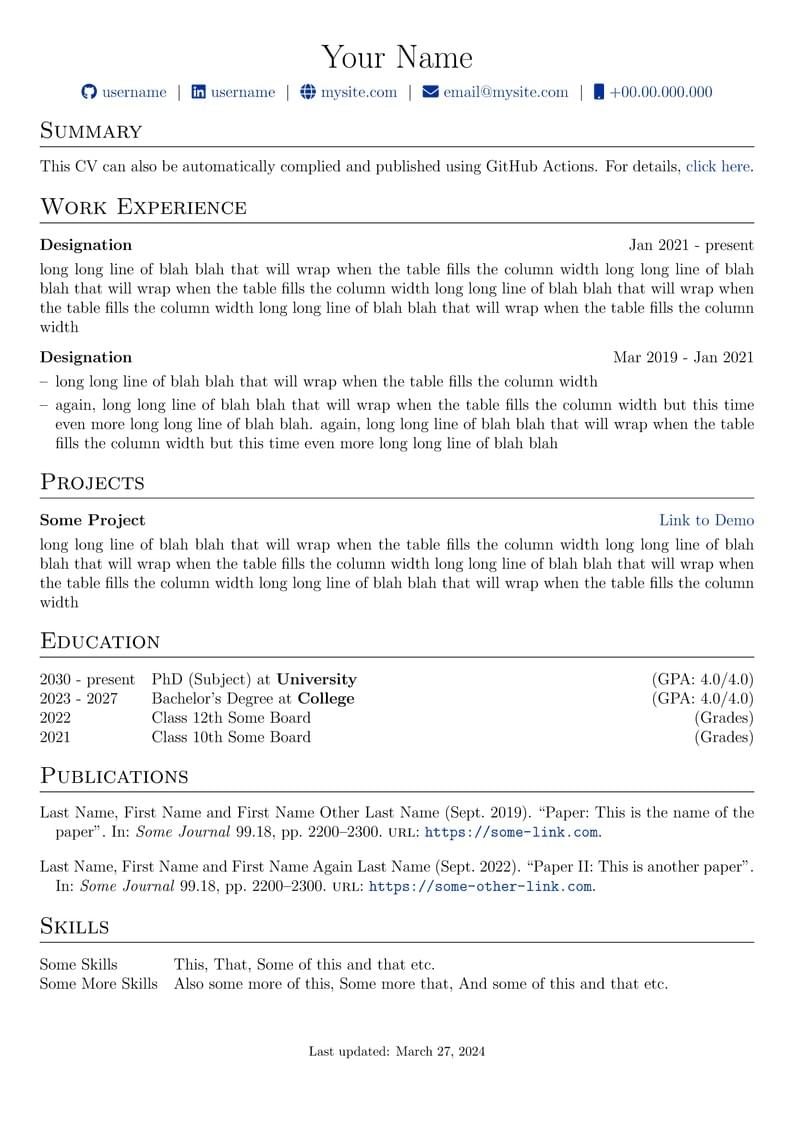 Your Name
username | username | mysite.com | email@mysite.com | +00.00.000.000
Summary
This CV can also be automatically complied and published using GitHub Actions. For details, click here.
Work Experience
Designation Jan 2021 - present
long long line of blah blah that will wrap when the table fills the column width long long line of blah
blah that will wrap when the table fills the column width long long line of blah blah that will wrap when
the table fills the column width long long line of blah blah that will wrap when the table fills the column
width
Designation Mar 2019 - Jan 2021
– long long line of blah blah that will wrap when the table fills the column width
– again, long long line of blah blah that will wrap when the table fills the column width but this time
even more long long line of blah blah. again, long long line of blah blah that will wrap when the table
fills the column width but this time even more long long line of blah blah
Projects
Some Project Link to Demo
long long line of blah blah that will wrap when the table fills the column width long long line of blah
blah that will wrap when the table fills the column width long long line of blah blah that will wrap when
the table fills the column width long long line of blah blah that will wrap when the table fills the column
width
Education
2030 - present PhD (Subject) at University (GPA: 4.0/4.0)
2023 - 2027 Bachelor's Degree at College (GPA: 4.0/4.0)
2022 Class 12th Some Board (Grades)
2021 Class 10th Some Board (Grades)
Publications
Last Name, First Name and First Name Other Last Name (Sept. 2019). “Paper: This is the name of the
paper”. In: Some Journal 99.18, pp. 2200–2300. URL: https://some-link.com.
Last Name, First Name and First Name Again Last Name (Sept. 2022). “Paper II: This is another paper”.
In: Some Journal 99.18, pp. 2200–2300. URL: https://some-other-link.com.
Skills
Some Skills This, That, Some of this and that etc.
Some More Skills Also some more of this, Some more that, And some of this and that etc.
Last updated: March 27, 2024